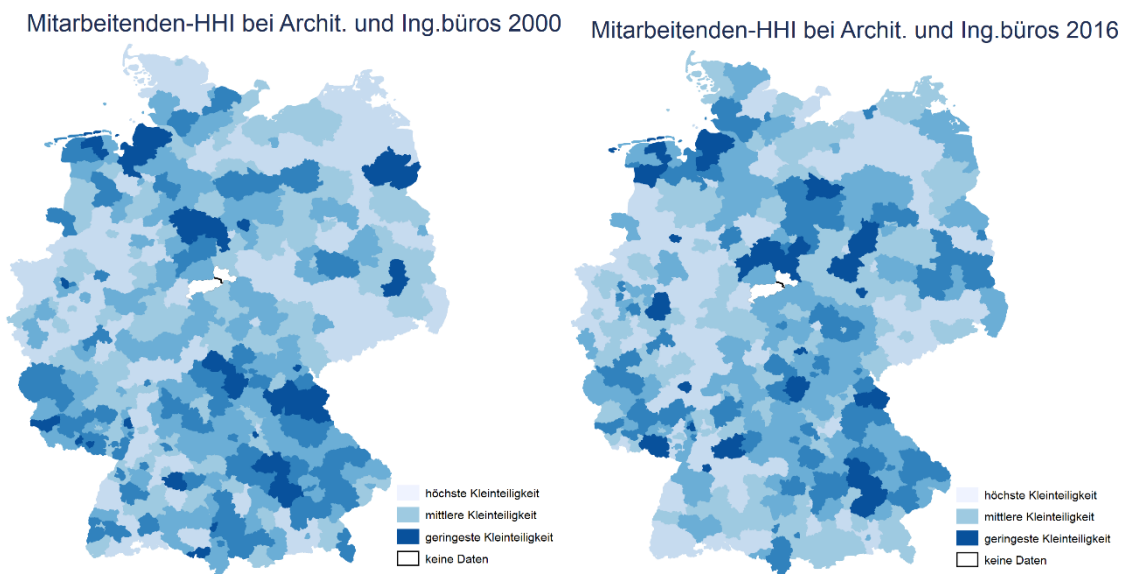 Mitarbeitenden-HHI bei Archit. und Ing.büros 2000
höchste Kleinteiligkeit
mittlere Kleinteiligkeit
geringeste Kleinteiligkeit
keine Daten
Mitarbeitenden-HHI bei Archit. und Ing.büros 2016
höchste Kleinteiligkeit
mittlere Kleinteiligkeit
geringeste Kleinteiligkeit
keine Daten